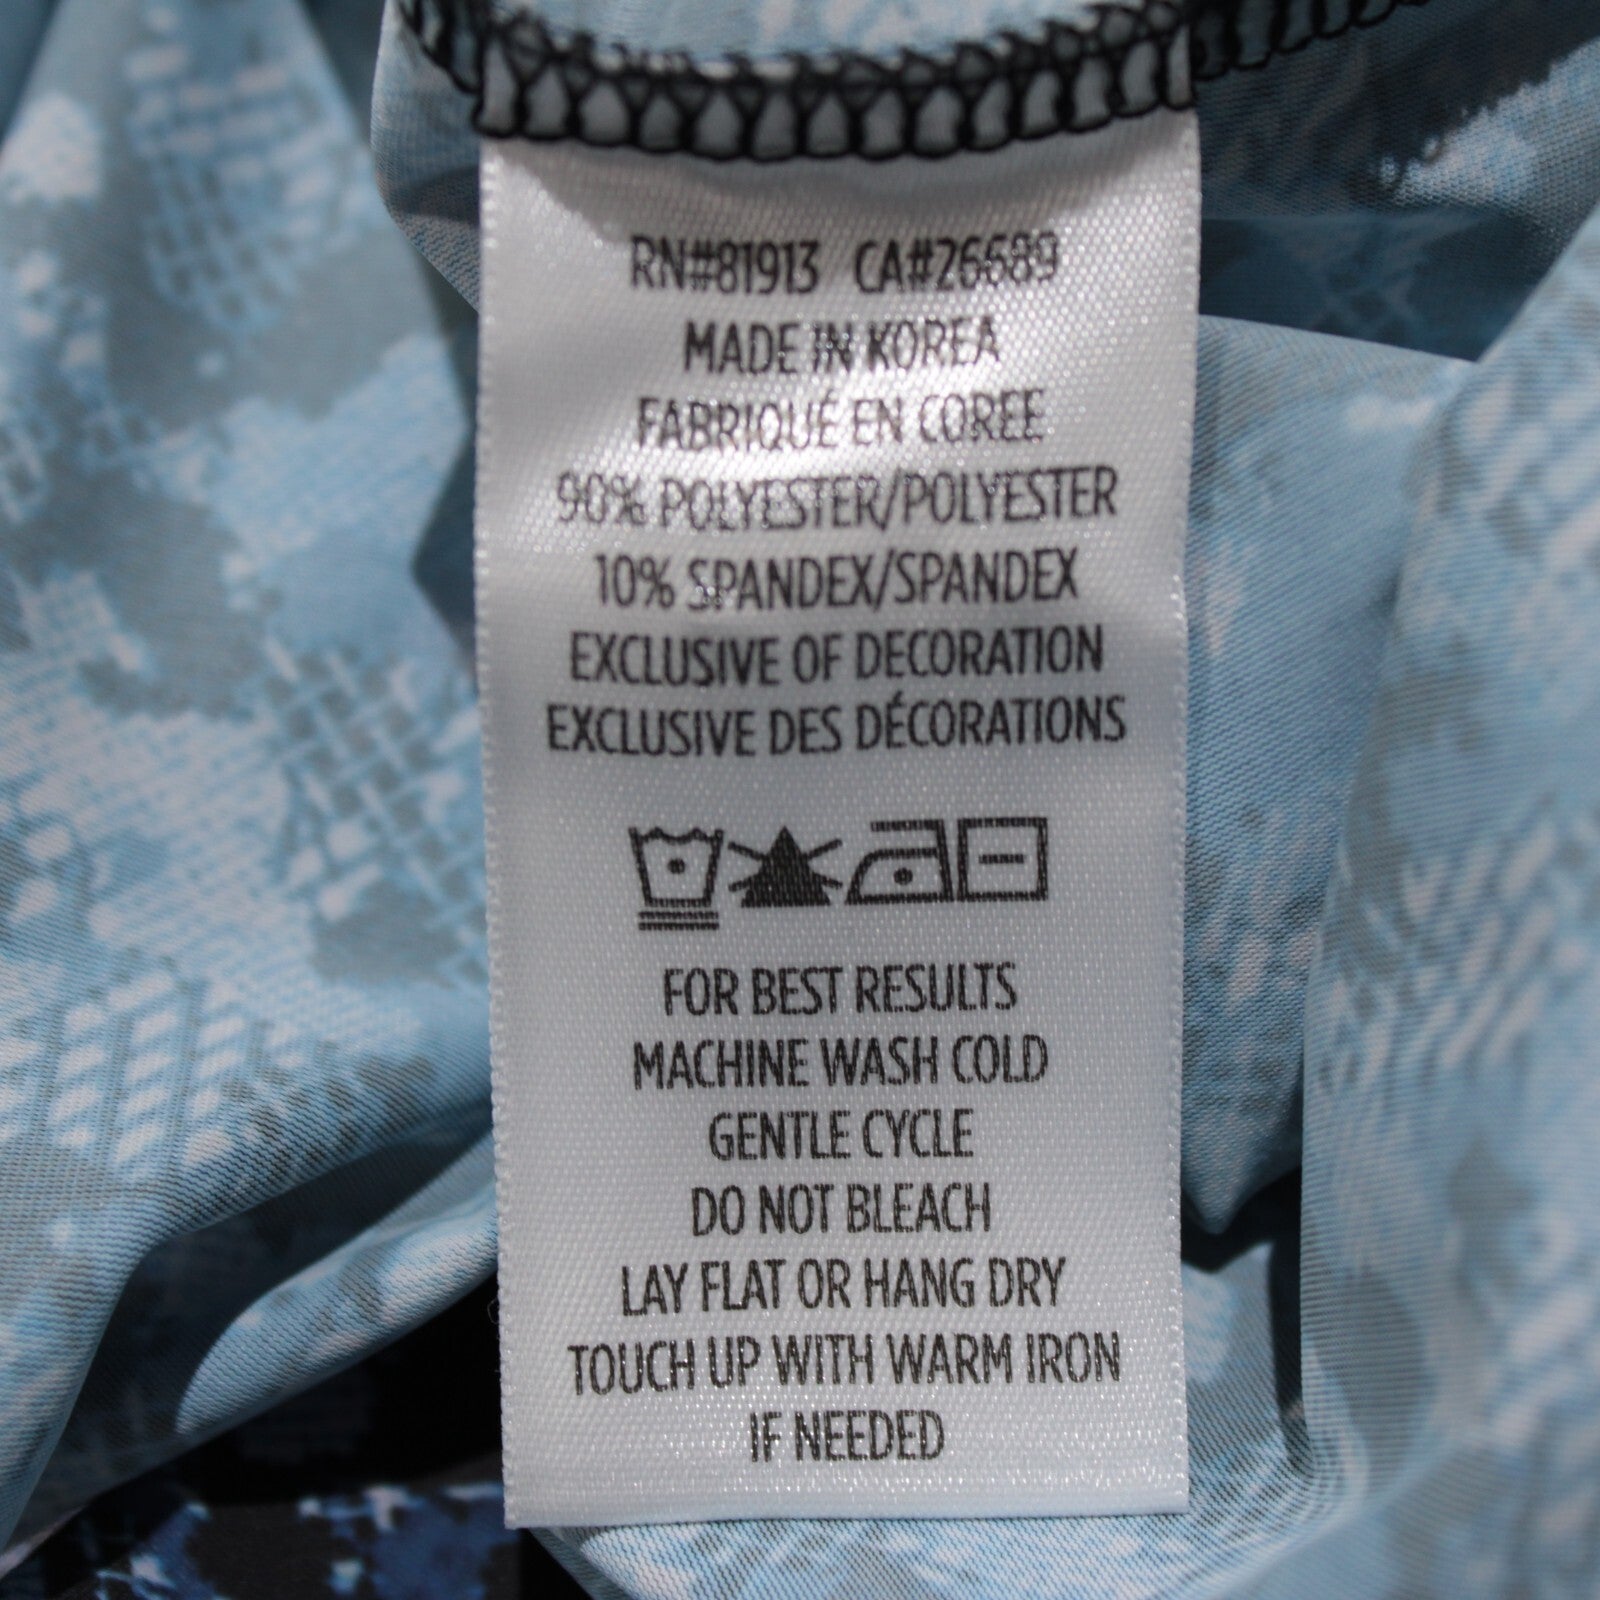 RN#81913 CA#26689
MADE IN KOREA
FABRIQUÉ EN COREE
90% POLYESTER/POLYESTER
10% SPANDEX/SPANDEX
EXCLUSIVE OF DECORATION
EXCLUSIVE DES DÉCORATIONS
FOR BEST RESULTS
MACHINE WASH COLD
GENTLE CYCLE
DO NOT BLEACH
LAY FLAT OR HANG DRY
TOUCH UP WITH WARM IRON
IF NEEDED